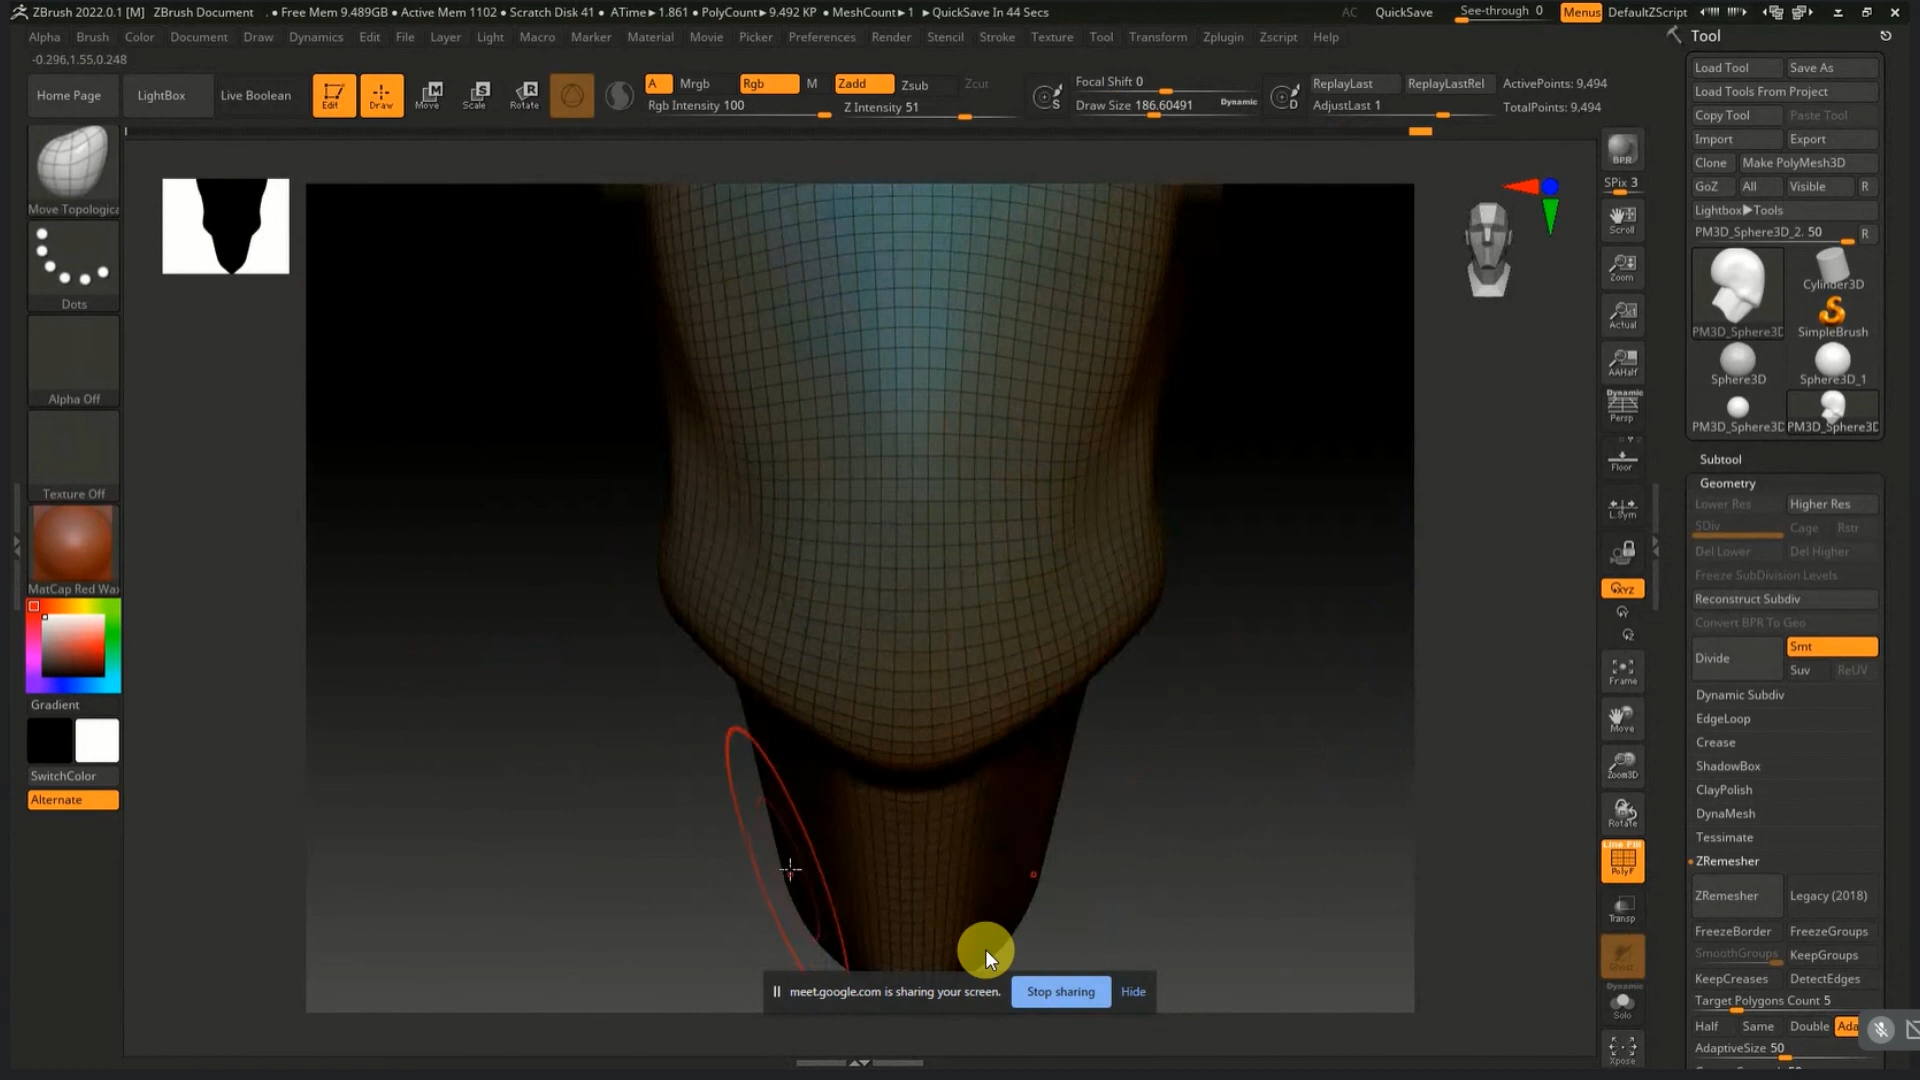 ZBrush 2022.0.1 [M] ZBrush Document . • Free Mem 9.489GB • Active Mem 1102 • Scratch Disk 41 • ATime►1.861 • PolyCount►9.492 KP • MeshCount►1 ►QuickSave In 44 Secs AC QuickSave See-through 0 Menus DefaultZScript
Alpha Brush Color Document Draw Dynamics Edit File Layer Light Macro Marker Material Movie Picker Preferences Render Stencil Stroke Texture Tool Transform Zplugin Zscript Help
-0.296,1.55,0.248
Home Page LightBox Live Boolean Edit Draw Move Scale Rotate
A Mrgb Rgb M Zadd Zsub Zcut
Rgb Intensity 100 Z Intensity 51
Focal Shift 0
Draw Size 186.60491 Dynamic
ReplayLast ReplayLastRel ActivePoints: 9,494
AdjustLast 1 TotalPoints: 9,494
Move Topologica
Dots
Alpha Off
Texture Off
MatCap Red Wax
Gradient
SwitchColor
Alternate
meet.google.com is sharing your screen. Stop sharing Hide
BPR
SPix 3
Scroll
Zoom
Actual
AAHalf
Dynamic
Persp
Floor
L.Sym
XYZ
Frame
Move
Zoom3D
Rotate
Line Fill
PolyF
Transp
Ghost
Dynamic
Solo
Xpose
Tool
Load Tool Save As
Load Tools From Project
Copy Tool Paste Tool
Import Export
Clone Make PolyMesh3D
GoZ All Visible R
Lightbox►Tools
PM3D_Sphere3D_2. 50 R
PM3D_Sphere3D Cylinder3D
SimpleBrush
Sphere3D Sphere3D_1
PM3D_Sphere3D PM3D_Sphere3D
Subtool
Geometry
Lower Res Higher Res
SDiv Cage Rstr
Del Lower Del Higher
Freeze SubDivision Levels
Reconstruct Subdiv
Convert BPR To Geo
Divide Smt
Suv ReUV
Dynamic Subdiv
EdgeLoop
Crease
ShadowBox
ClayPolish
DynaMesh
Tessimate
ZRemesher
ZRemesher Legacy (2018)
FreezeBorder FreezeGroups
SmoothGroups KeepGroups
KeepCreases DetectEdges
Target Polygons Count 5
Half Same Double Ada
AdaptiveSize 50